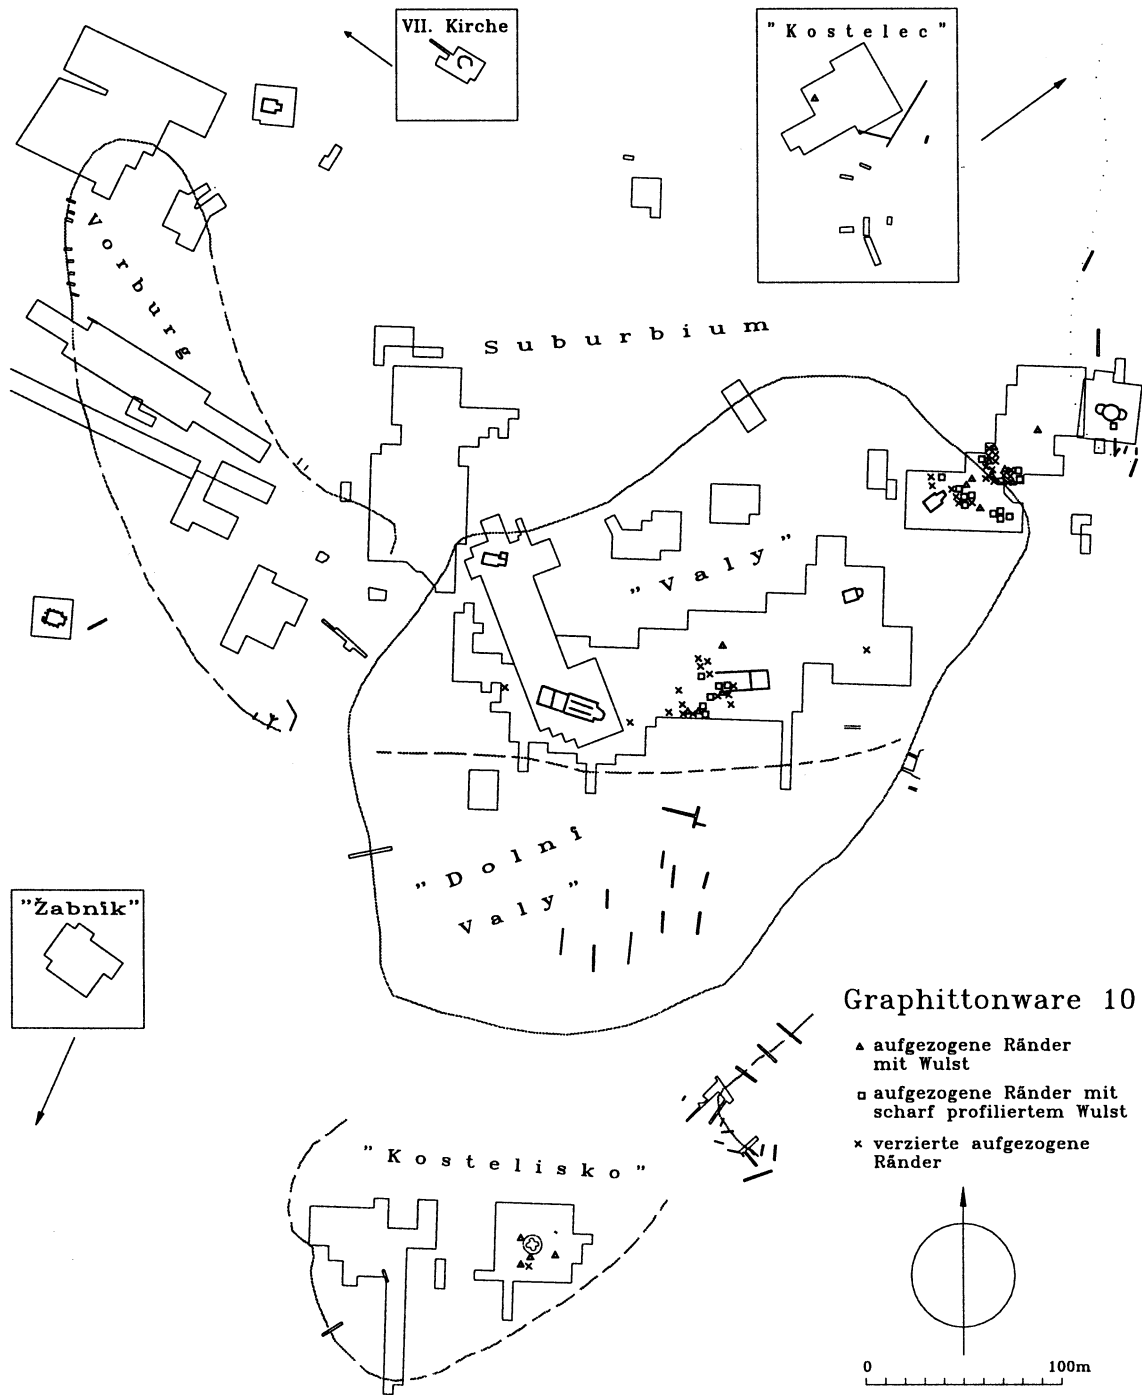 VII. Kirche
"Kostelec"
Vorburg
Suburbium
"Valy"
"Dolní
Valy"
"Žabník"
Graphittonware 10
aufgezogene Ränder
mit Wulst
aufgezogene Ränder mit
scharf profiliertem Wulst
verzierte aufgezogene
Ränder
"Kostelisko"
0 100m